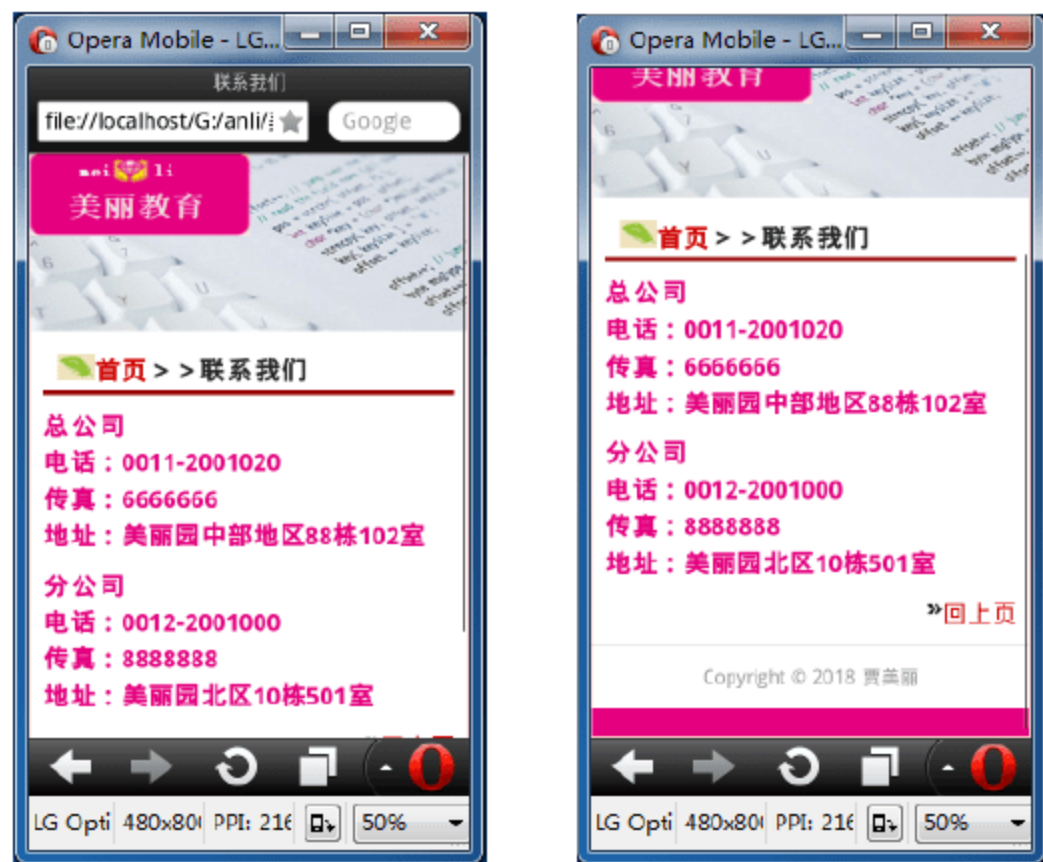 Opera Mobile - LG...
联系我们
file://localhost/G:/anli/
Google
mei li
美丽教育
首页>>联系我们
总公司
电话：0011-2001020
传真：6666666
地址：美丽园中部地区88栋102室
分公司
电话：0012-2001000
传真：8888888
地址：美丽园北区10栋501室
LG Opti 480x80 PPI: 216 50%
Opera Mobile - LG...
美丽教育
首页>>联系我们
总公司
电话：0011-2001020
传真：6666666
地址：美丽园中部地区88栋102室
分公司
电话：0012-2001000
传真：8888888
地址：美丽园北区10栋501室
»回上页
Copyright © 2018 贾美丽
LG Opti 480x80 PPI: 216 50%